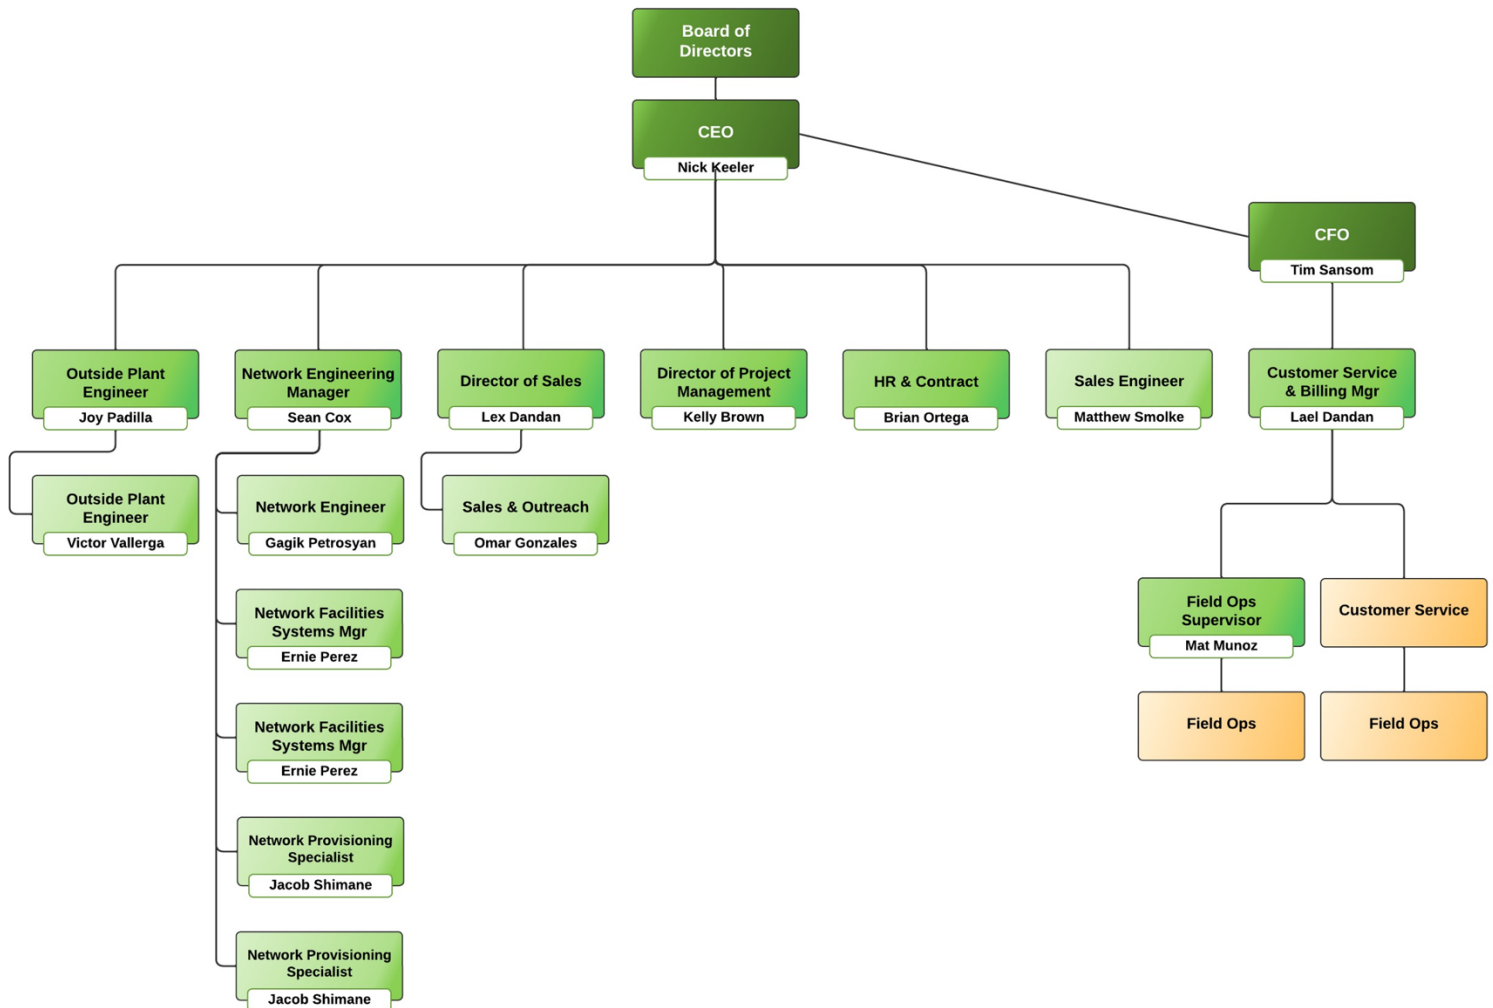 Board of
Directors
CEO
Nick Keeler
CFO
Tim Sansom
Outside Plant
Engineer
Joy Padilla
Network Engineering
Manager
Sean Cox
Director of Sales
Lex Dandan
Director of Project
Management
Kelly Brown
HR & Contract
Brian Ortega
Sales Engineer
Matthew Smolke
Customer Service
& Billing Mgr
Lael Dandan
Outside Plant
Engineer
Victor Vallerga
Network Engineer
Gagik Petrosyan
Sales & Outreach
Omar Gonzales
Network Facilities
Systems Mgr
Ernie Perez
Field Ops
Supervisor
Mat Munoz
Customer Service
Network Facilities
Systems Mgr
Ernie Perez
Field Ops
Field Ops
Network Provisioning
Specialist
Jacob Shimane
Network Provisioning
Specialist
Jacob Shimane